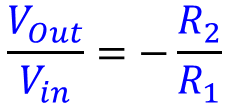 V_Out / V_in = − R_2 / R_1